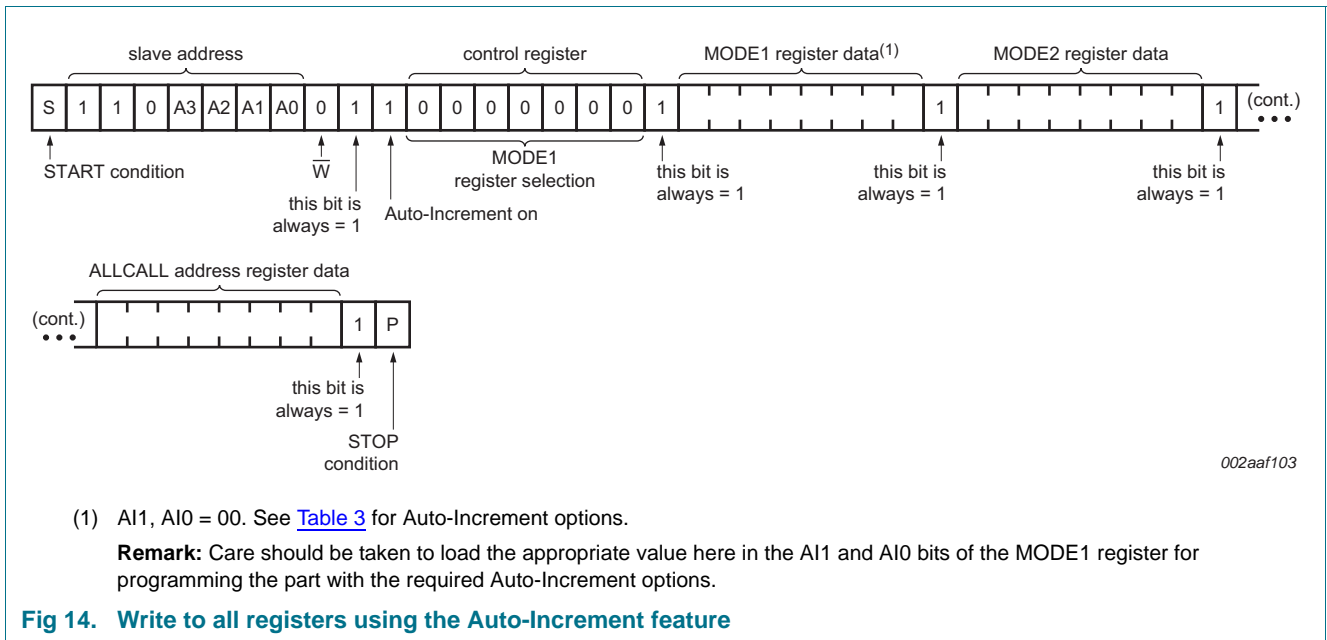 slave address control register MODE1 register data(1) MODE2 register data
S 1 1 0 A3 A2 A1 A0 0 1 1 0 0 0 0 0 0 0 1 1 1 (cont.)
START condition W MODE1 this bit is this bit is this bit is
register selection always = 1 always = 1 always = 1
this bit is Auto-Increment on
always = 1
ALLCALL address register data
(cont.) 1 P
this bit is
always = 1
STOP
condition
002aaf103
(1) AI1, AI0 = 00. See Table 3 for Auto-Increment options.
Remark: Care should be taken to load the appropriate value here in the AI1 and AI0 bits of the MODE1 register for
programming the part with the required Auto-Increment options.
Fig 14. Write to all registers using the Auto-Increment feature